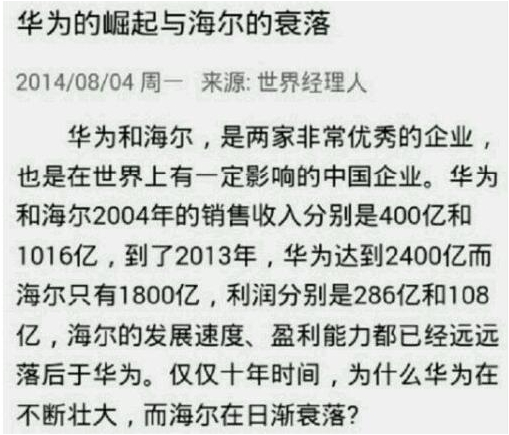 华为的崛起与海尔的衰落
2014/08/04 周一 来源: 世界经理人
华为和海尔，是两家非常优秀的企业，
也是在世界上有一定影响的中国企业。华为
和海尔2004年的销售收入分别是400亿和
1016亿，到了2013年，华为达到2400亿而
海尔只有1800亿，利润分别是286亿和108
亿，海尔的发展速度、盈利能力都已经远远
落后于华为。仅仅十年时间，为什么华为在
不断壮大，而海尔在日渐衰落?